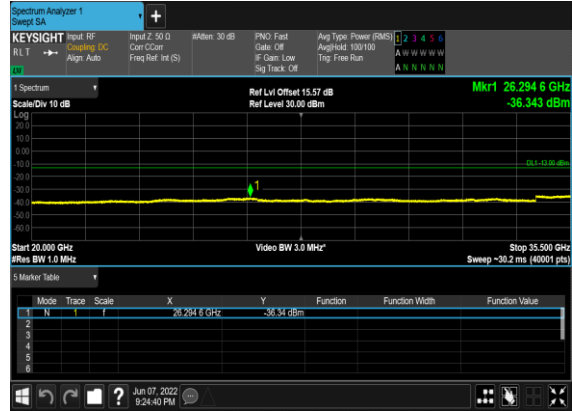 Spectrum Analyzer 1
Swept SA
+
KEYSIGHT Input: RF Input Z: 50 Ω #Atten: 30 dB PNO: Fast Avg Type: Power (RMS) 1 2 3 4 5 6
RLT Coupling: DC Corr CCorr Gate: Off Avg|Hold: 100/100 A W W W W W
Align: Auto Freq Ref: Int (S) IF Gain: Low Trig: Free Run
Sig Track: Off A N N N N N
1 Spectrum
Ref Lvl Offset 15.57 dB Mkr1 26.294 6 GHz
Scale/Div 10 dB Ref Level 30.00 dBm -36.343 dBm
Log
20.0
10.0
0.00
-10.0
DL1 -13.00 dBm
-20.0
-30.0
1
-40.0
-50.0
-60.0
Start 20.000 GHz Video BW 3.0 MHz* Stop 35.500 GHz
#Res BW 1.0 MHz Sweep ~30.2 ms (40001 pts)
5 Marker Table
Mode Trace Scale X Y Function Function Width Function Value
1 N 1 f 26.294 6 GHz -36.34 dBm
2
3
4
5
6
? Jun 07, 2022
9:24:40 PM